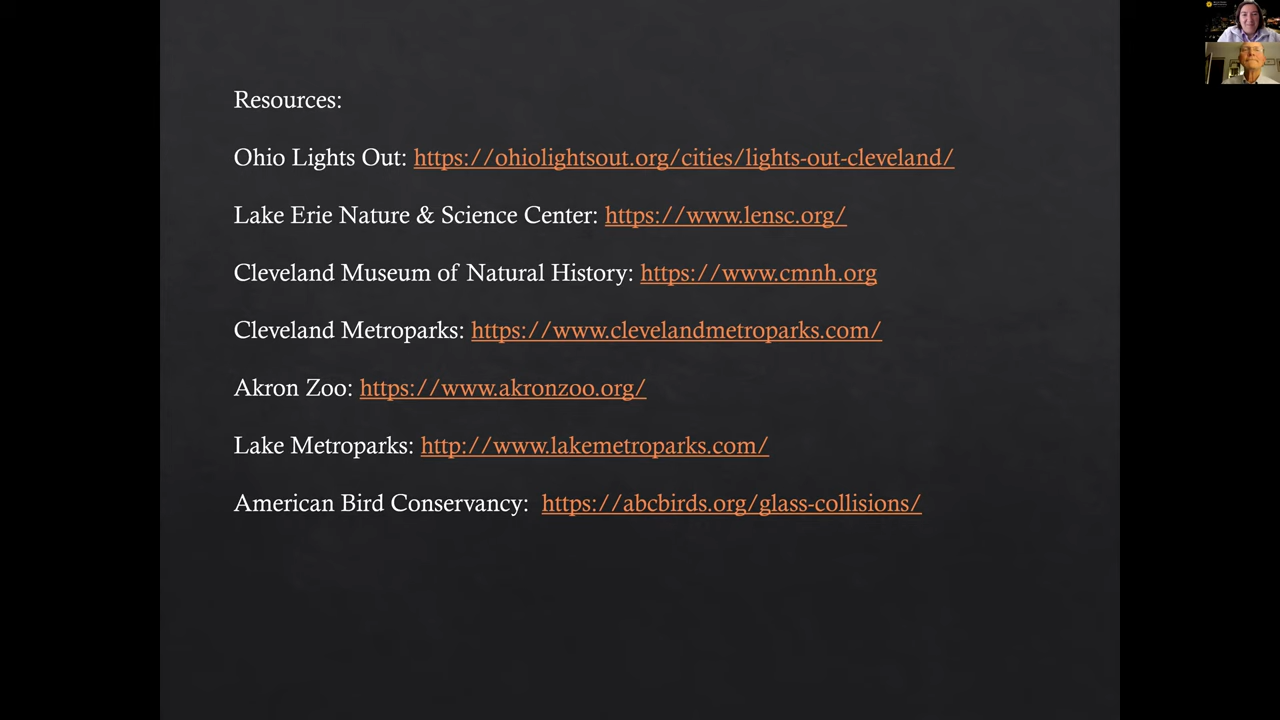 Resources:
Ohio Lights Out: https://ohiolightsout.org/cities/lights-out-cleveland/
Lake Erie Nature & Science Center: https://www.lensc.org/
Cleveland Museum of Natural History: https://www.cmnh.org
Cleveland Metroparks: https://www.clevelandmetroparks.com/
Akron Zoo: https://www.akronzoo.org/
Lake Metroparks: http://www.lakemetroparks.com/
American Bird Conservancy: https://abcbirds.org/glass-collisions/